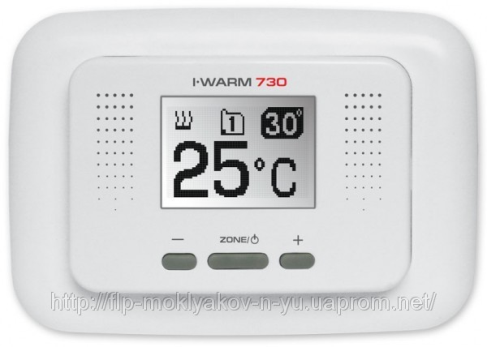 I·WARM 730
1 30°
25°C
− ZONE/⏻ +
http://flp-moklyakov-n-yu.uaprom.net/